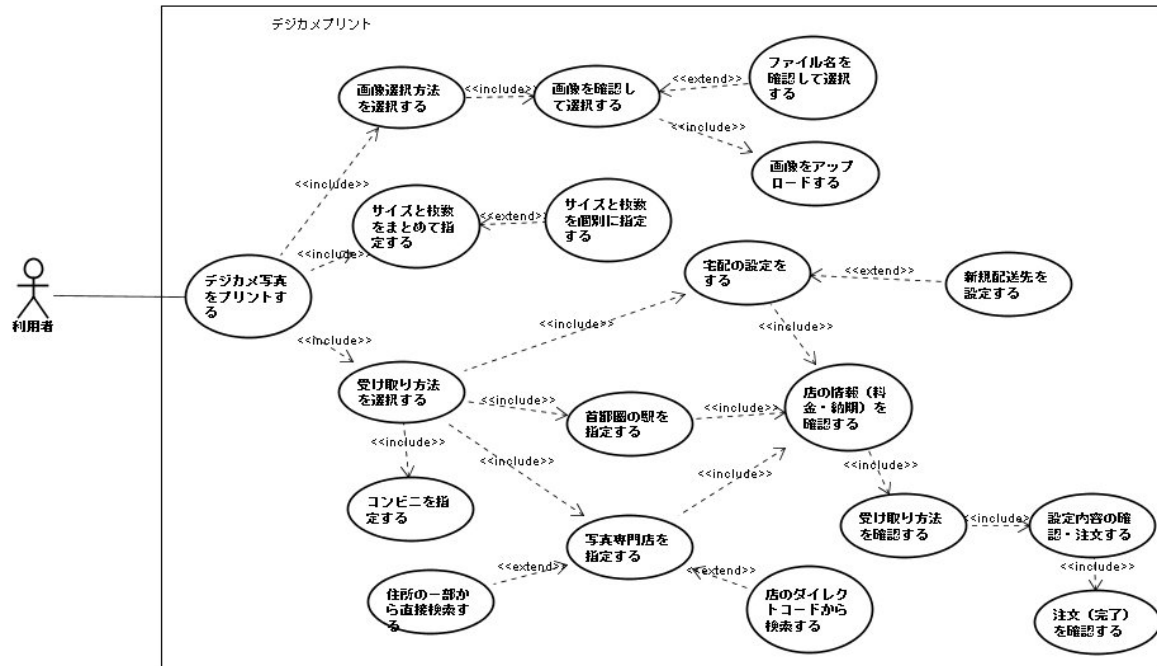 デジカメプリント
画像選択方法
を選択する
<<include>>
画像を確認し
て選択する
<<extend>>
ファイル名を
確認して選択
する
<<include>>
画像をアップ
ロードする
<<include>>
サイズと枚数
をまとめて指
定する
<<extend>>
サイズと枚数
を個別に指
定する
<<include>>
利用者
デジカメ写真
をプリントす
る
宅配の設定を
する
<<extend>>
新規配送先を
設定する
<<include>>
<<include>>
<<include>>
受け取り方法
を選択する
<<include>>
首都圏の駅を
指定する
<<include>>
店の情報（料
金・納期）を
確認する
<<include>>
<<include>>
<<include>>
<<include>>
コンビニを指
定する
写真専門店を
指定する
受け取り方法
を確認する
<<include>>
設定内容の確
認・注文する
<<extend>>
<<extend>>
<<include>>
住所の一部か
ら直接検索す
る
店のダイレク
トコードから
検索する
注文（完了）
を確認する